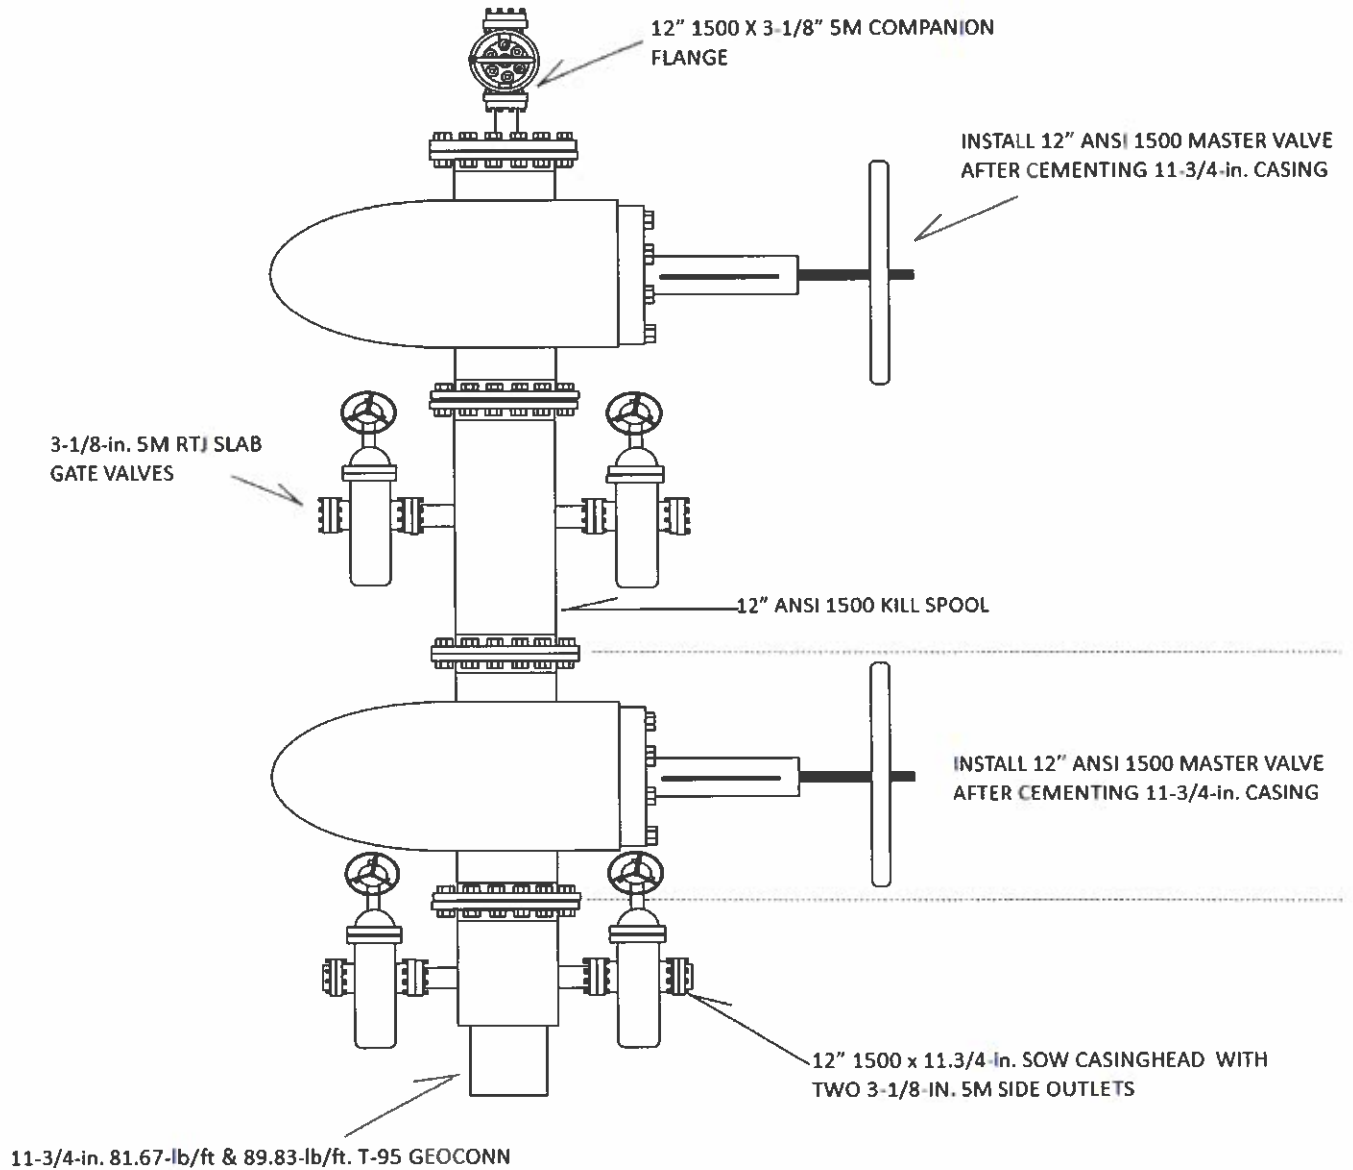 12” 1500 X 3-1/8” 5M COMPANION
FLANGE
INSTALL 12” ANSI 1500 MASTER VALVE
AFTER CEMENTING 11-3/4-in. CASING
3-1/8-in. 5M RTJ SLAB
GATE VALVES
12” ANSI 1500 KILL SPOOL
INSTALL 12” ANSI 1500 MASTER VALVE
AFTER CEMENTING 11-3/4-in. CASING
12” 1500 x 11.3/4-in. SOW CASINGHEAD WITH
TWO 3-1/8-IN. 5M SIDE OUTLETS
11-3/4-in. 81.67-lb/ft & 89.83-lb/ft. T-95 GEOCONN